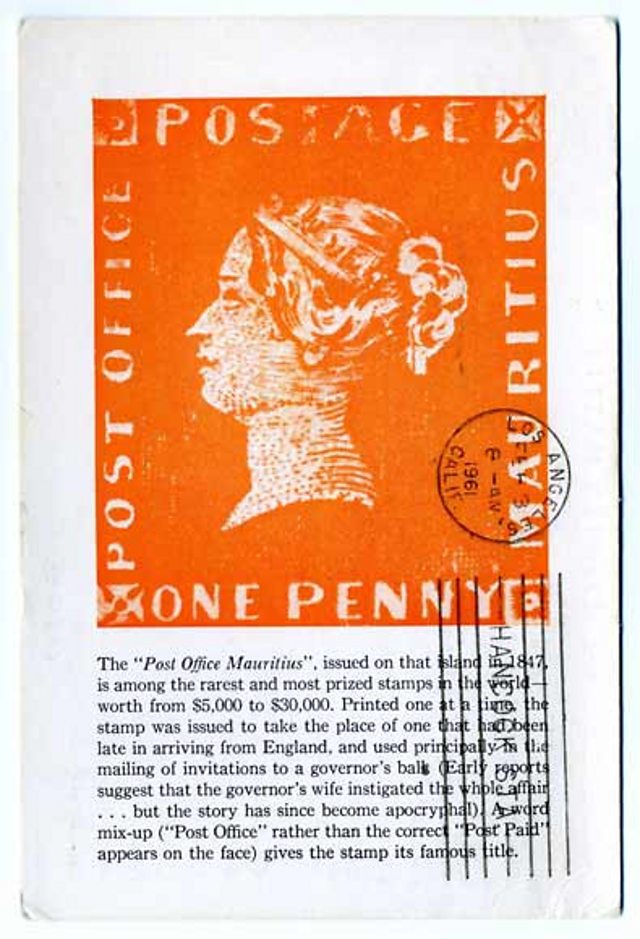 POSTAGE
POST OFFICE
MAURITIUS
ONE PENNY
LOS ANGELES,
CALIF.
1961
HANCOCK STA.
The "Post Office Mauritius", issued on that island in 1847,
is among the rarest and most prized stamps in the world—
worth from $5,000 to $30,000. Printed one at a time, the
stamp was issued to take the place of one that had been
late in arriving from England, and used principally in the
mailing of invitations to a governor's ball. (Early reports
suggest that the governor's wife instigated the whole affair
. . . but the story has since become apocryphal). A word
mix-up ("Post Office" rather than the correct "Post Paid"
appears on the face) gives the stamp its famous title.